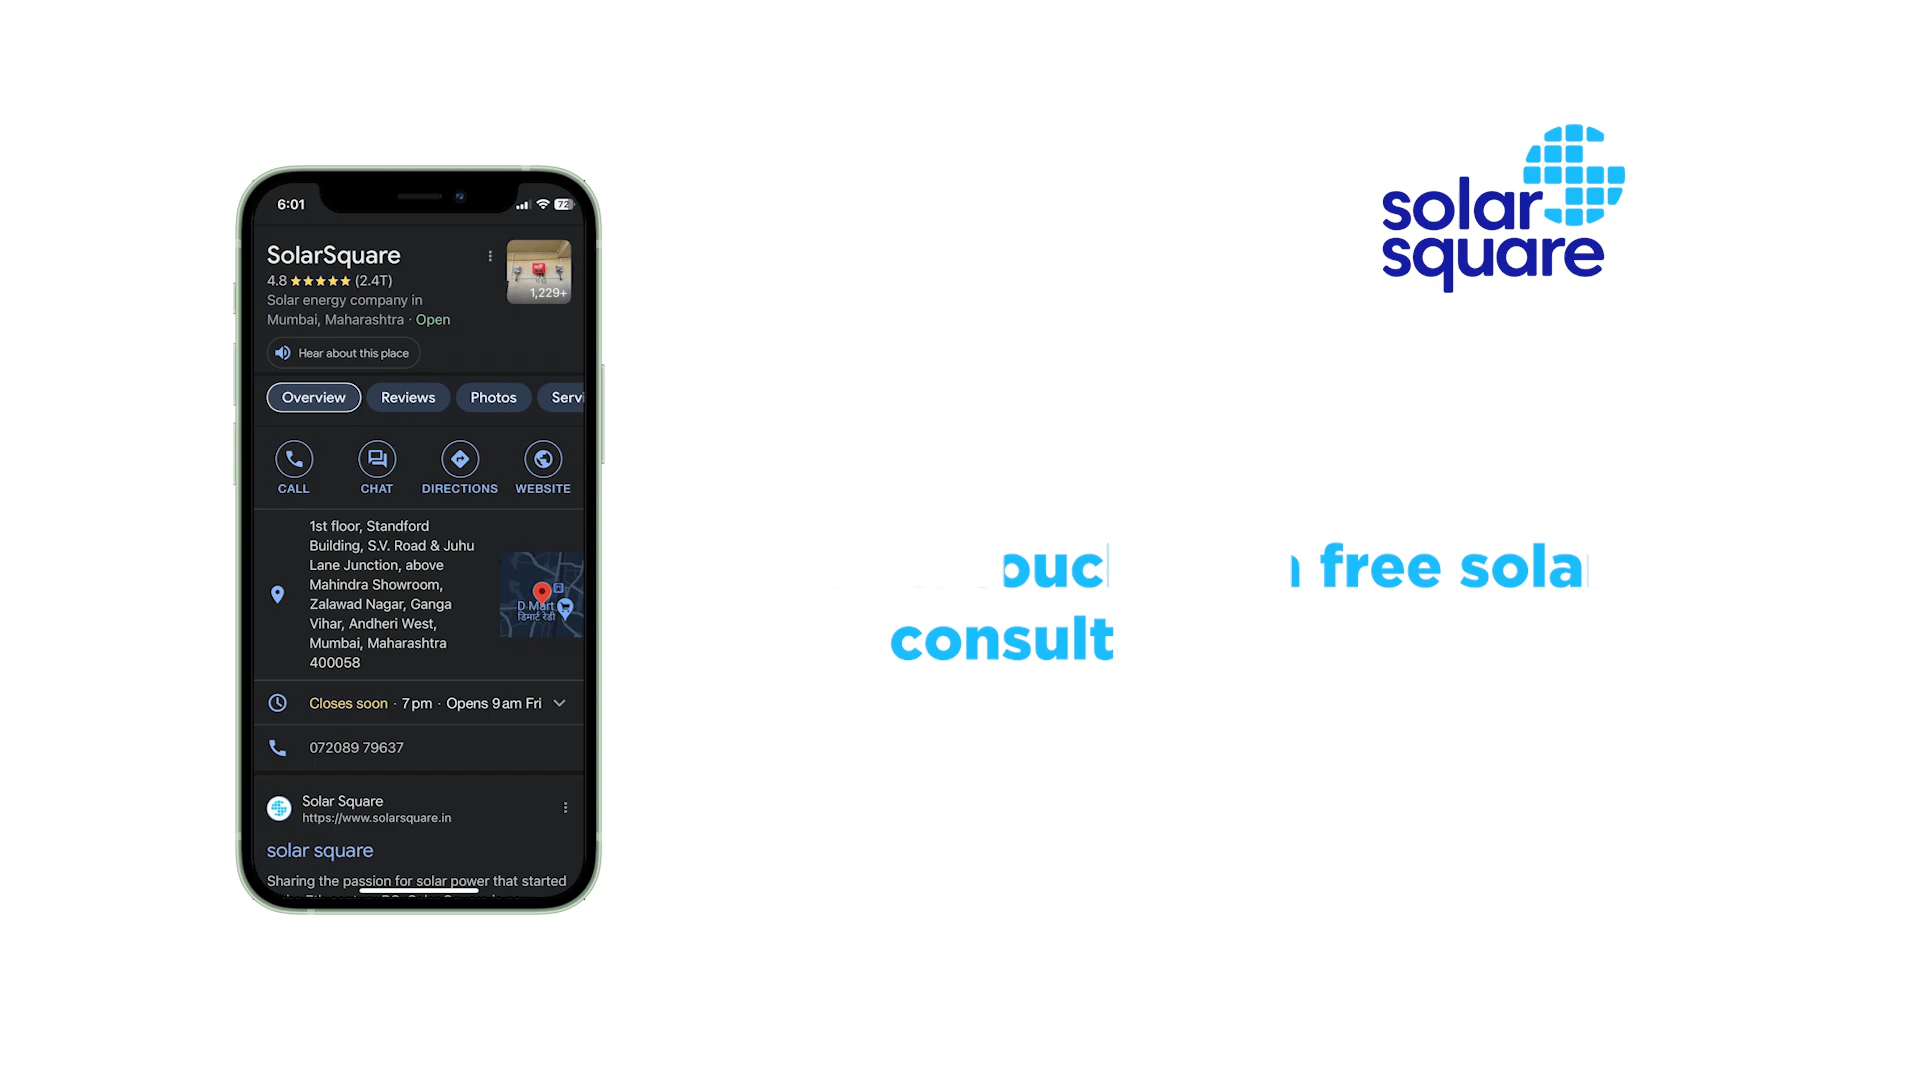 6:01
72
SolarSquare
4.8 ★★★★★ (2.4T)
1,229+
Solar energy company in
Mumbai, Maharashtra · Open
Hear about this place
Overview Reviews Photos Servi
CALL CHAT DIRECTIONS WEBSITE
1st floor, Standford
Building, S.V. Road & Juhu
Lane Junction, above
Mahindra Showroom,
Zalawad Nagar, Ganga
Vihar, Andheri West,
Mumbai, Maharashtra
400058
D Mart
डिमार्ट रेडी
Closes soon · 7 pm · Opens 9 am Fri
072089 79637
Solar Square
https://www.solarsquare.in
solar square
Sharing the passion for solar power that started
solar
square
free sola
consult